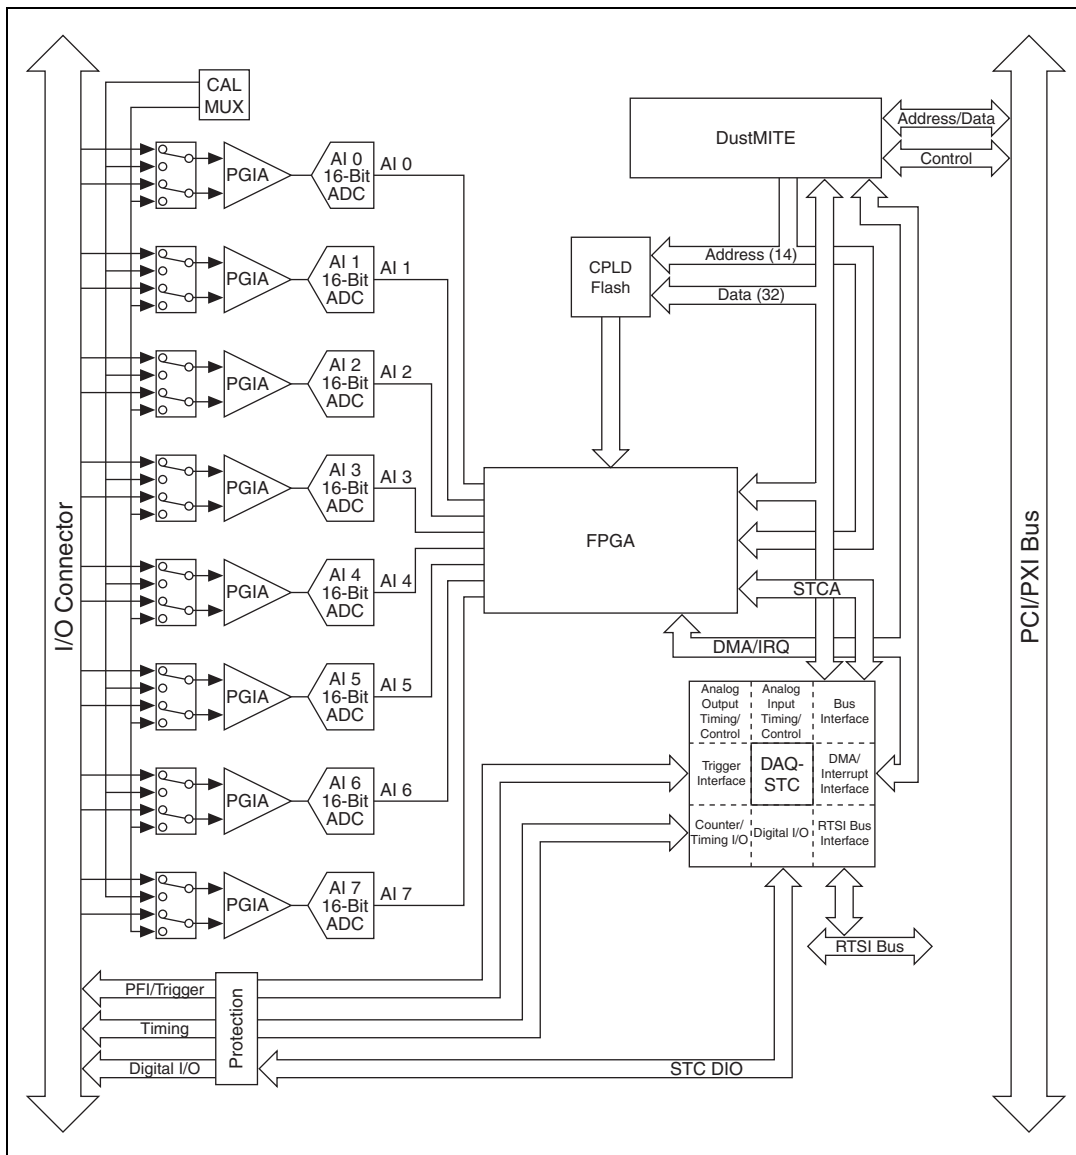 I/O Connector
CAL
MUX
PGIA
AI 0
16-Bit
ADC
AI 0
PGIA
AI 1
16-Bit
ADC
AI 1
PGIA
AI 2
16-Bit
ADC
AI 2
PGIA
AI 3
16-Bit
ADC
AI 3
PGIA
AI 4
16-Bit
ADC
AI 4
PGIA
AI 5
16-Bit
ADC
AI 5
PGIA
AI 6
16-Bit
ADC
AI 6
PGIA
AI 7
16-Bit
ADC
AI 7
DustMITE
Address/Data
Control
CPLD
Flash
Address (14)
Data (32)
FPGA
STCA
DMA/IRQ
PCI/PXI Bus
Analog
Output
Timing/
Control
Analog
Input
Timing/
Control
Bus
Interface
Trigger
Interface
DAQ-
STC
DMA/
Interrupt
Interface
Counter/
Timing I/O
Digital I/O
RTSI Bus
Interface
RTSI Bus
PFI/Trigger
Timing
Digital I/O
Protection
STC DIO